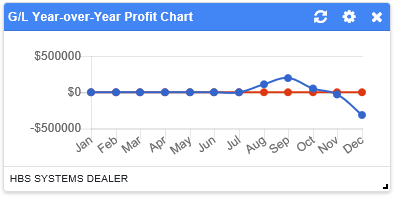 G/L Year-over-Year Profit Chart
$500000
$0
-$500000
Jan
Feb
Mar
Apr
May
Jun
Jul
Aug
Sep
Oct
Nov
Dec
HBS SYSTEMS DEALER